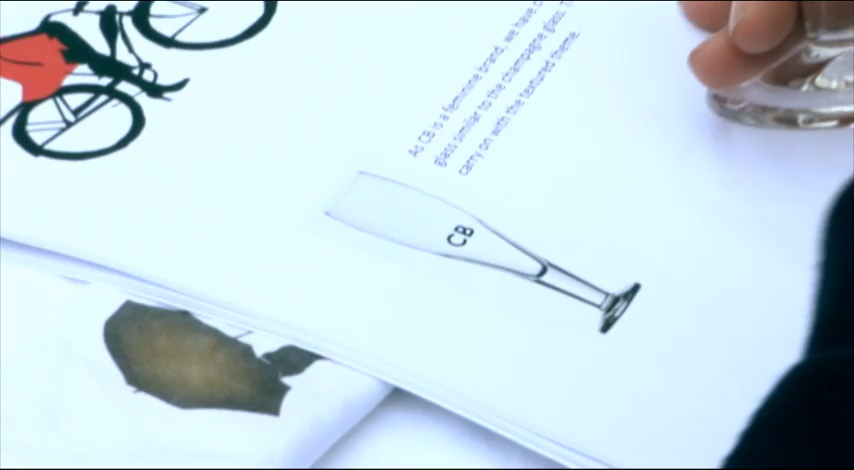 As CB is a feminine brand, we have
glass similar to the champagne glass.
carry on with the textured theme.
CB